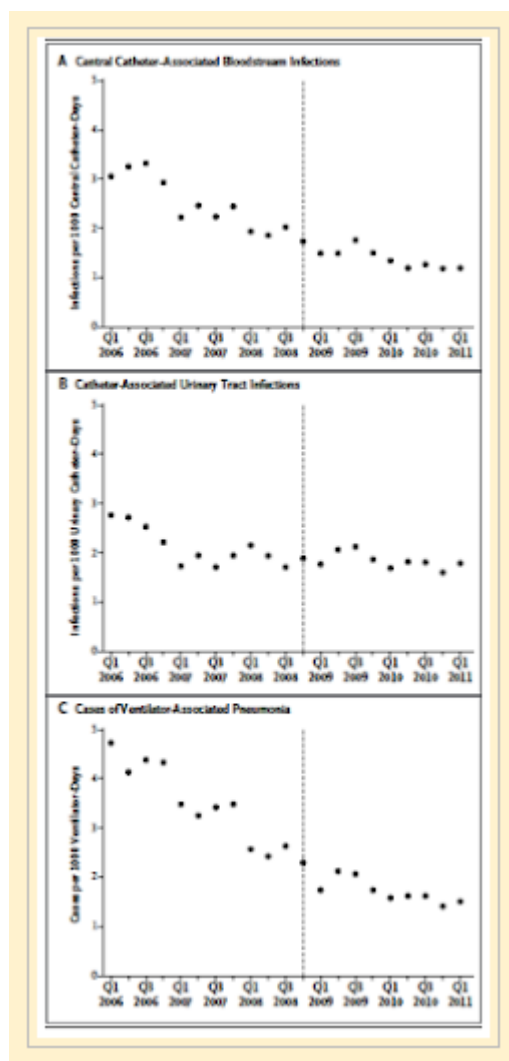 A Central Catheter-Associated Bloodstream Infections
Infections per 1000 Central Catheter-Days
5
4
3
2
1
0
Q1 Q3 Q1 Q3 Q1 Q3 Q1 Q3 Q1 Q3 Q1
2006 2006 2007 2007 2008 2008 2009 2009 2010 2010 2011
B Catheter-Associated Urinary Tract Infections
Infections per 1000 Urinary Catheter-Days
5
4
3
2
1
0
Q1 Q3 Q1 Q3 Q1 Q3 Q1 Q3 Q1 Q3 Q1
2006 2006 2007 2007 2008 2008 2009 2009 2010 2010 2011
C Cases of Ventilator-Associated Pneumonia
Cases per 1000 Ventilator-Days
5
4
3
2
1
0
Q1 Q3 Q1 Q3 Q1 Q3 Q1 Q3 Q1 Q3 Q1
2006 2006 2007 2007 2008 2008 2009 2009 2010 2010 2011